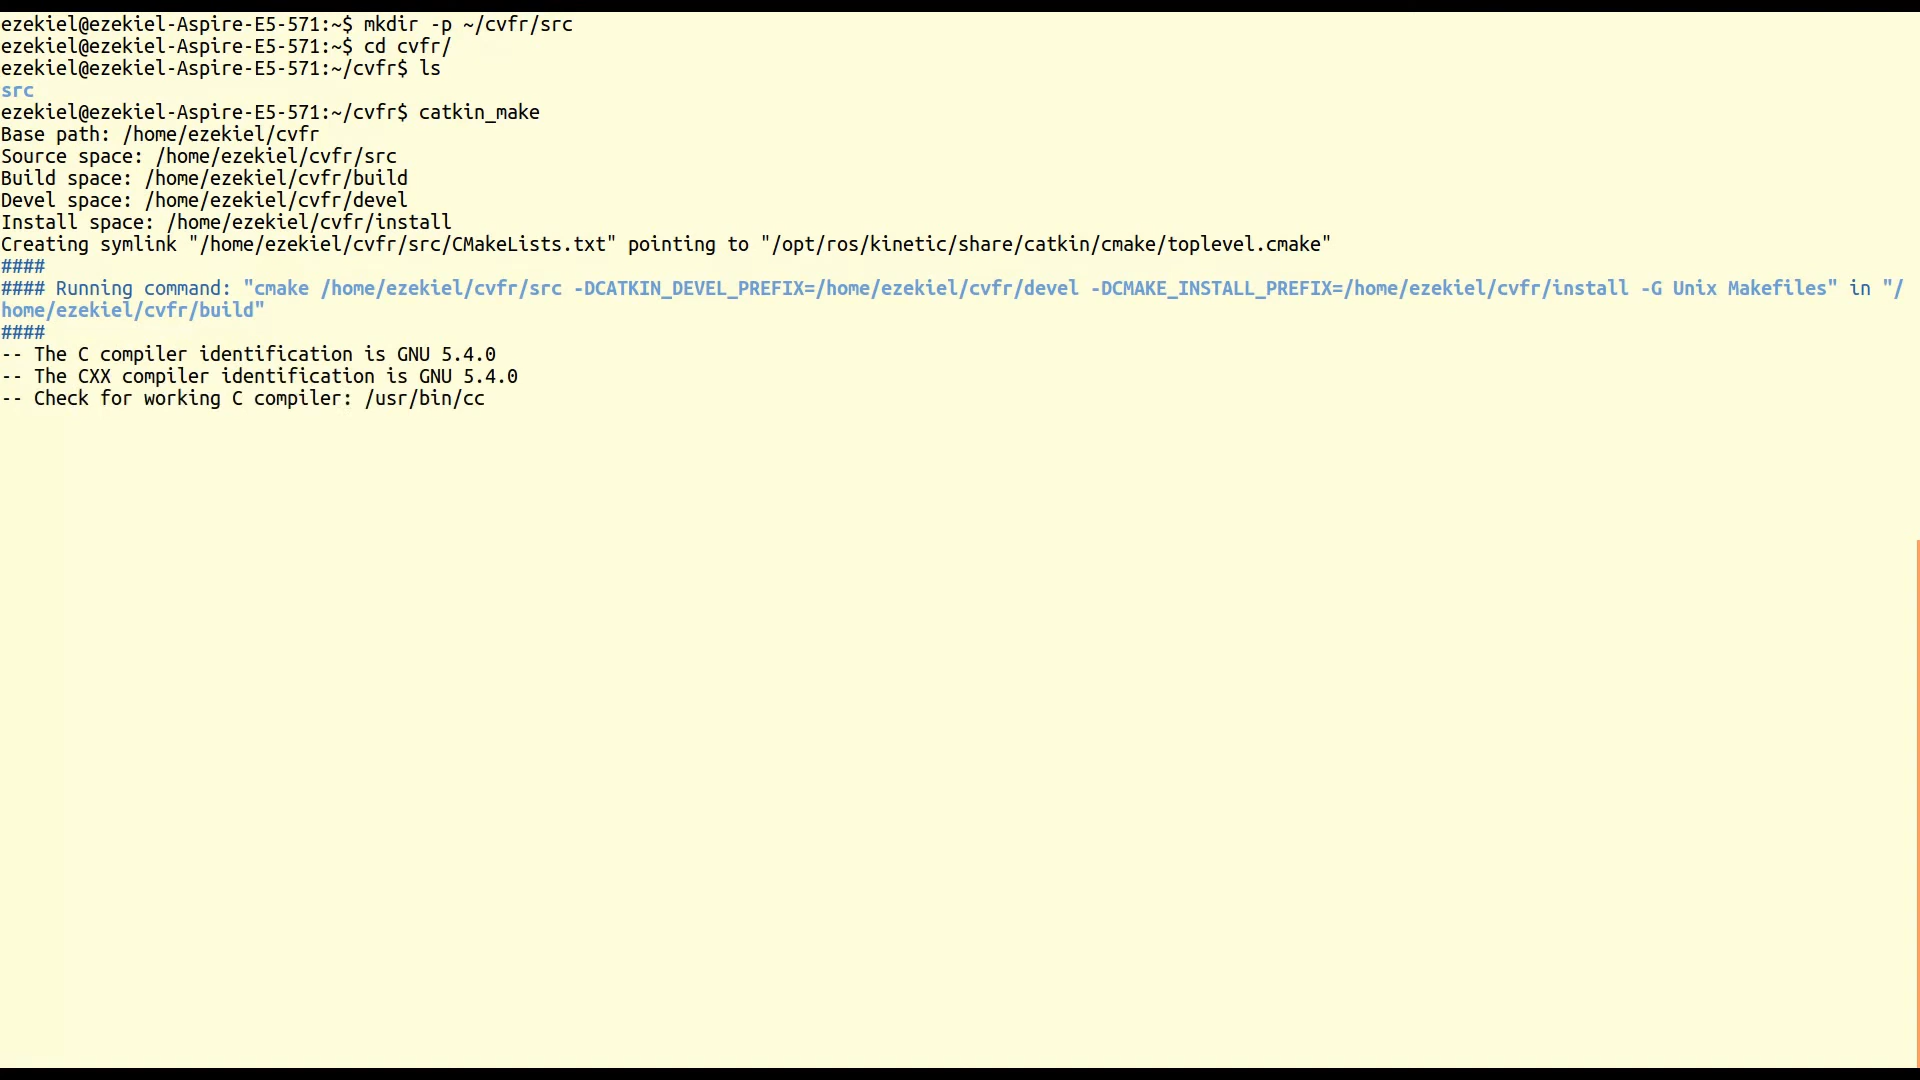 ezekiel@ezekiel-Aspire-E5-571:~$ mkdir -p ~/cvfr/src
ezekiel@ezekiel-Aspire-E5-571:~$ cd cvfr/
ezekiel@ezekiel-Aspire-E5-571:~/cvfr$ ls
src
ezekiel@ezekiel-Aspire-E5-571:~/cvfr$ catkin_make
Base path: /home/ezekiel/cvfr
Source space: /home/ezekiel/cvfr/src
Build space: /home/ezekiel/cvfr/build
Devel space: /home/ezekiel/cvfr/devel
Install space: /home/ezekiel/cvfr/install
Creating symlink "/home/ezekiel/cvfr/src/CMakeLists.txt" pointing to "/opt/ros/kinetic/share/catkin/cmake/toplevel.cmake"
####
#### Running command: "cmake /home/ezekiel/cvfr/src -DCATKIN_DEVEL_PREFIX=/home/ezekiel/cvfr/devel -DCMAKE_INSTALL_PREFIX=/home/ezekiel/cvfr/install -G Unix Makefiles" in "/
home/ezekiel/cvfr/build"
####
-- The C compiler identification is GNU 5.4.0
-- The CXX compiler identification is GNU 5.4.0
-- Check for working C compiler: /usr/bin/cc